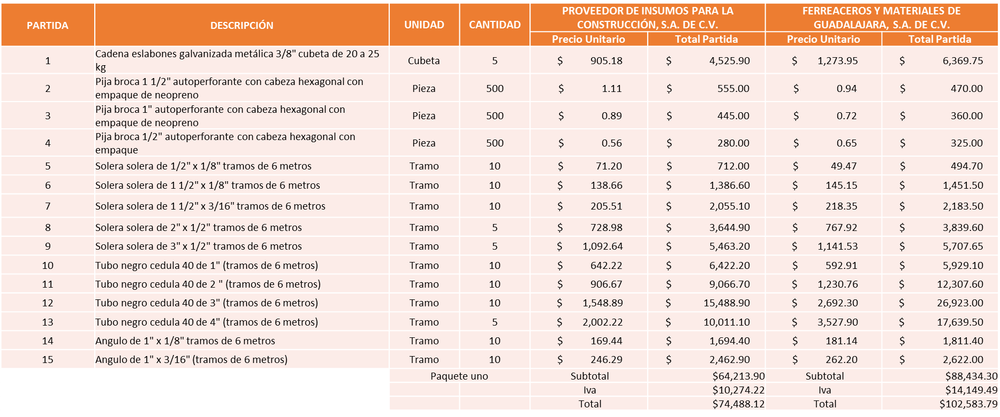 PARTIDA DESCRIPCIÓN UNIDAD CANTIDAD PROVEEDOR DE INSUMOS PARA LA CONSTRUCCIÓN, S.A. DE C.V. FERREACEROS Y MATERIALES DE GUADALAJARA, S.A. DE C.V.
Precio Unitario Total Partida Precio Unitario Total Partida
1 Cadena eslabones galvanizada metálica 3/8" cubeta de 20 a 25 kg Cubeta 5 $ 905.18 $ 4,525.90 $ 1,273.95 $ 6,369.75
2 Pija broca 1 1/2" autoperforante con cabeza hexagonal con empaque de neopreno Pieza 500 $ 1.11 $ 555.00 $ 0.94 $ 470.00
3 Pija broca 1" autoperforante con cabeza hexagonal con empaque de neopreno Pieza 500 $ 0.89 $ 445.00 $ 0.72 $ 360.00
4 Pija broca 1/2" autoperforante con cabeza hexagonal con empaque Pieza 500 $ 0.56 $ 280.00 $ 0.65 $ 325.00
5 Solera solera de 1/2" x 1/8" tramos de 6 metros Tramo 10 $ 71.20 $ 712.00 $ 49.47 $ 494.70
6 Solera solera de 1 1/2" x 1/8" tramos de 6 metros Tramo 10 $ 138.66 $ 1,386.60 $ 145.15 $ 1,451.50
7 Solera solera de 1 1/2" x 3/16" tramos de 6 metros Tramo 10 $ 205.51 $ 2,055.10 $ 218.35 $ 2,183.50
8 Solera solera de 2" x 1/2" tramos de 6 metros Tramo 5 $ 728.98 $ 3,644.90 $ 767.92 $ 3,839.60
9 Solera solera de 3" x 1/2" tramos de 6 metros Tramo 5 $ 1,092.64 $ 5,463.20 $ 1,141.53 $ 5,707.65
10 Tubo negro cedula 40 de 1" (tramos de 6 metros) Tramo 10 $ 642.22 $ 6,422.20 $ 592.91 $ 5,929.10
11 Tubo negro cedula 40 de 2 " (tramos de 6 metros) Tramo 10 $ 906.67 $ 9,066.70 $ 1,230.76 $ 12,307.60
12 Tubo negro cedula 40 de 3" (tramos de 6 metros) Tramo 10 $ 1,548.89 $ 15,488.90 $ 2,692.30 $ 26,923.00
13 Tubo negro cedula 40 de 4" (tramos de 6 metros) Tramo 5 $ 2,002.22 $ 10,011.10 $ 3,527.90 $ 17,639.50
14 Angulo de 1" x 1/8" tramos de 6 metros Tramo 10 $ 169.44 $ 1,694.40 $ 181.14 $ 1,811.40
15 Angulo de 1" x 3/16" (tramos de 6 metros) Tramo 10 $ 246.29 $ 2,462.90 $ 262.20 $ 2,622.00
Paquete uno Subtotal $64,213.90 Subtotal $88,434.30
Iva $10,274.22 Iva $14,149.49
Total $74,488.12 Total $102,583.79